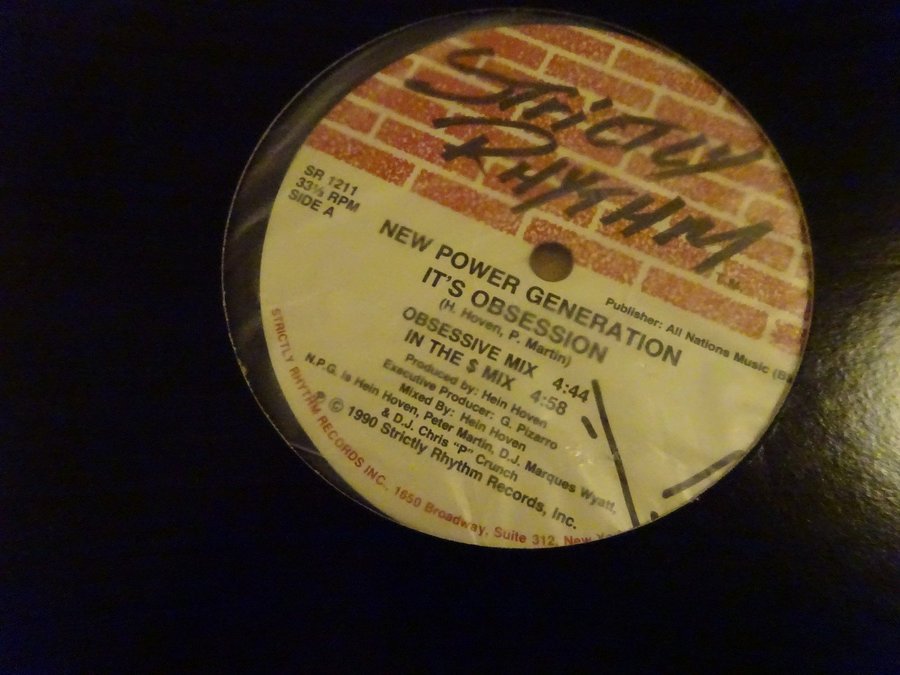 STRICTLY
RHYTHM
T.M.
SR 1211
33⅓ RPM
SIDE A
Publisher: All Nations Music
NEW POWER GENERATION
IT'S OBSESSION
(H. Hoven, P. Martin)
OBSESSIVE MIX 4:44
IN THE $ MIX 4:58
Produced by: Hein Hoven
Executive Producer: G. Pizarro
Mixed By: Hein Hoven
N.P.G. is Hein Hoven, Peter Martin, D.J. Marques Wyatt,
& D.J. Chris "P" Crunch
℗ © 1990 Strictly Rhythm Records, Inc.
STRICTLY RHYTHM RECORDS INC., 1650 Broadway, Suite 312, New